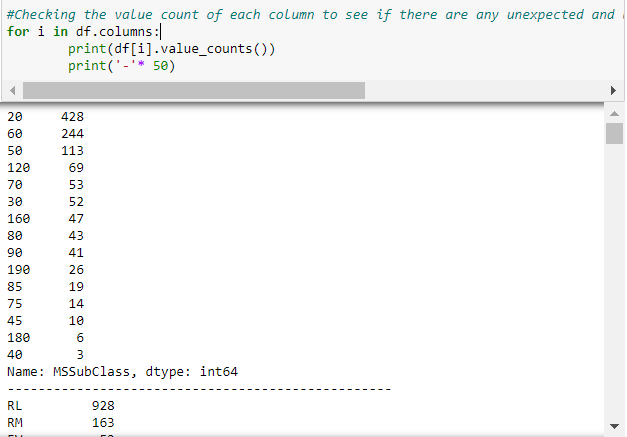 #Checking the value count of each column to see if there are any unexpected and
for i in df.columns:
print(df[i].value_counts())
print('-'* 50)
20 428
60 244
50 113
120 69
70 53
30 52
160 47
80 43
90 41
190 26
85 19
75 14
45 10
180 6
40 3
Name: MSSubClass, dtype: int64
--------------------------------------------------
RL 928
RM 163